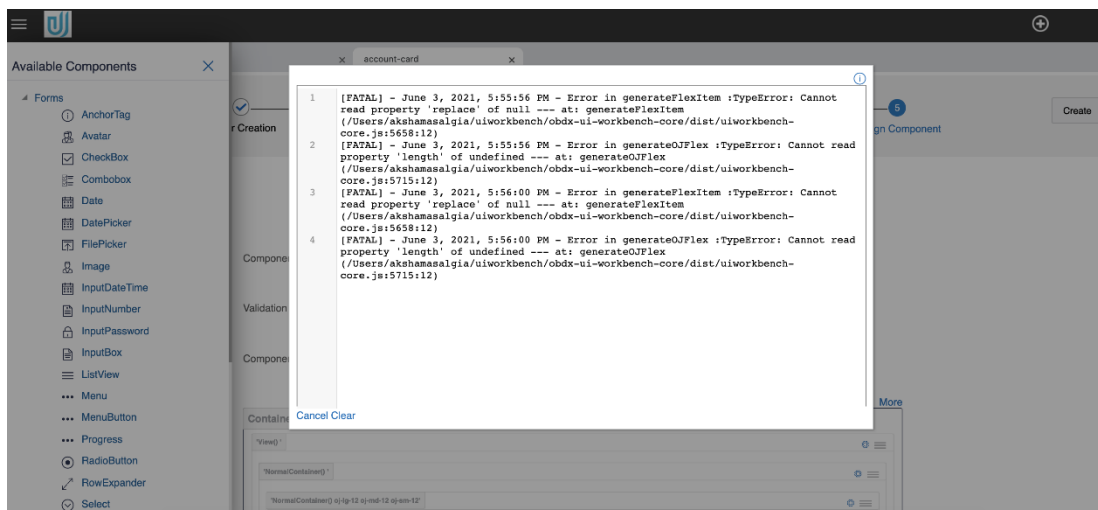 Available Components
Forms
AnchorTag
Avatar
CheckBox
Combobox
Date
DatePicker
FilePicker
Image
InputDateTime
InputNumber
InputPassword
InputBox
ListView
Menu
MenuButton
Progress
RadioButton
RowExpander
Select
account-card
r Creation
5
gn Component
Create
1 [FATAL] - June 3, 2021, 5:55:56 PM - Error in generateFlexItem :TypeError: Cannot
read property 'replace' of null --- at: generateFlexItem
(/Users/akshamasalgia/uiworkbench/obdx-ui-workbench-core/dist/uiworkbench-
core.js:5658:12)
2 [FATAL] - June 3, 2021, 5:55:56 PM - Error in generateOJFlex :TypeError: Cannot read
property 'length' of undefined --- at: generateOJFlex
(/Users/akshamasalgia/uiworkbench/obdx-ui-workbench-core/dist/uiworkbench-
core.js:5715:12)
3 [FATAL] - June 3, 2021, 5:56:00 PM - Error in generateFlexItem :TypeError: Cannot
read property 'replace' of null --- at: generateFlexItem
(/Users/akshamasalgia/uiworkbench/obdx-ui-workbench-core/dist/uiworkbench-
core.js:5658:12)
4 [FATAL] - June 3, 2021, 5:56:00 PM - Error in generateOJFlex :TypeError: Cannot read
property 'length' of undefined --- at: generateOJFlex
(/Users/akshamasalgia/uiworkbench/obdx-ui-workbench-core/dist/uiworkbench-
core.js:5715:12)
Cancel Clear
Compone
Validation
Compone
More
Containe
'View() '
'NormalContainer() '
'NormalContainer() oj-lg-12 oj-md-12 oj-sm-12'